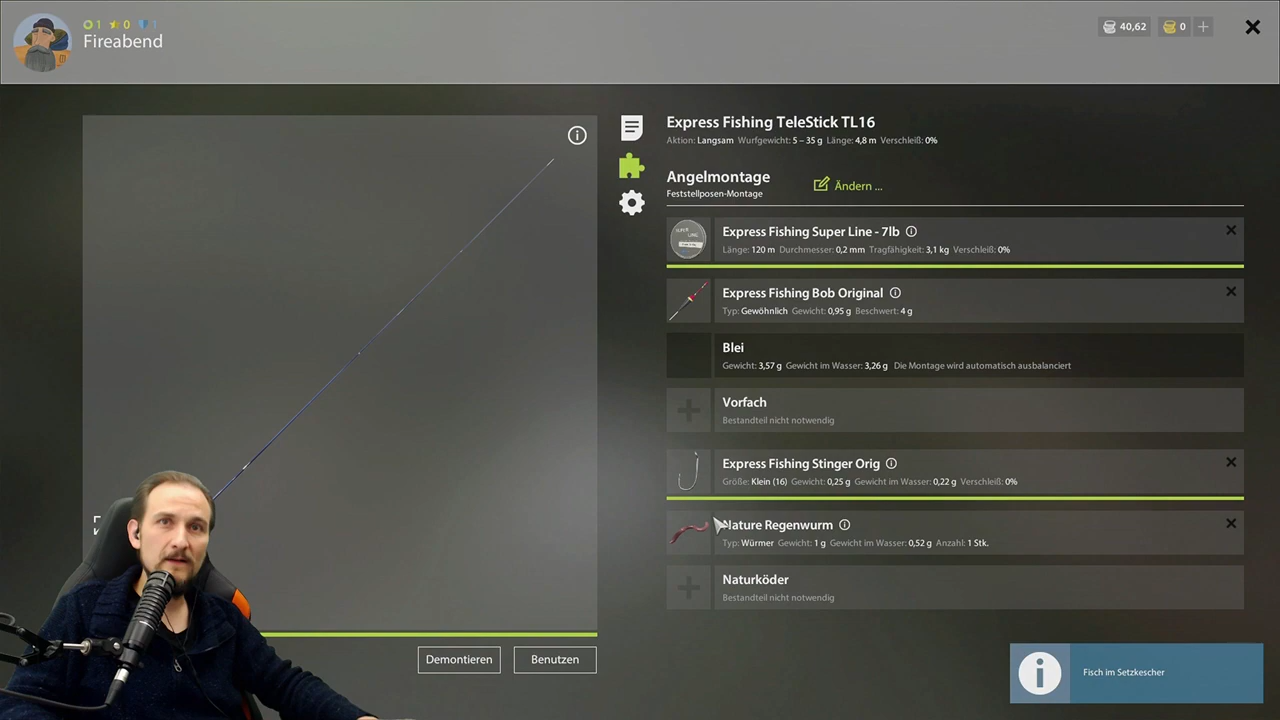 1 0 1
Fireabend
40,62 0
Express Fishing TeleStick TL16
Aktion: Langsam Wurfgewicht: 5 – 35 g Länge: 4,8 m Verschleiß: 0%
Angelmontage
Feststellposen-Montage
Ändern ...
Express Fishing Super Line - 7lb
Länge: 120 m Durchmesser: 0,2 mm Tragfähigkeit: 3,1 kg Verschleiß: 0%
Express Fishing Bob Original
Typ: Gewöhnlich Gewicht: 0,95 g Beschwert: 4 g
Blei
Gewicht: 3,57 g Gewicht im Wasser: 3,26 g Die Montage wird automatisch ausbalanciert
Vorfach
Bestandteil nicht notwendig
Express Fishing Stinger Orig
Größe: Klein (16) Gewicht: 0,25 g Gewicht im Wasser: 0,22 g Verschleiß: 0%
Nature Regenwurm
Typ: Würmer Gewicht: 1 g Gewicht im Wasser: 0,52 g Anzahl: 1 Stk.
Naturköder
Bestandteil nicht notwendig
Demontieren
Benutzen
Fisch im Setzkescher